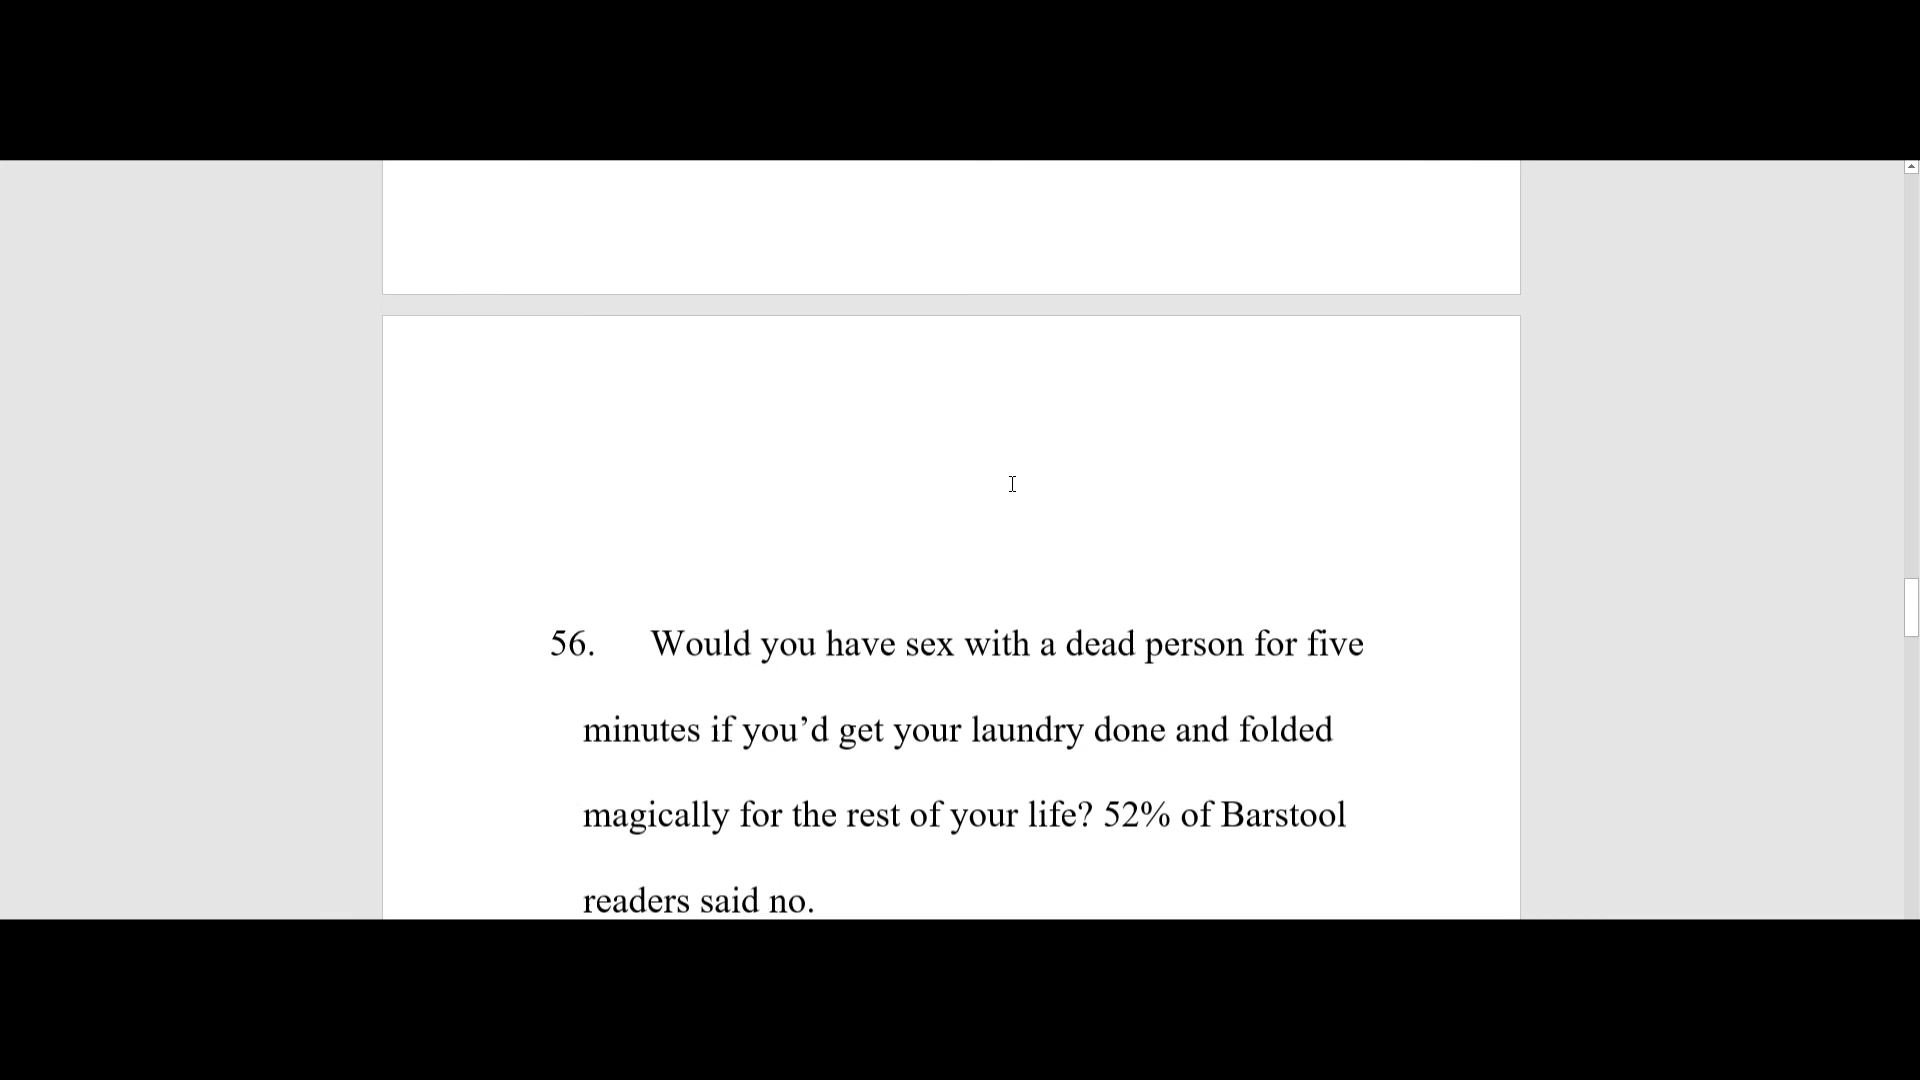 56. Would you have sex with a dead person for five
minutes if you’d get your laundry done and folded
magically for the rest of your life? 52% of Barstool
readers said no.